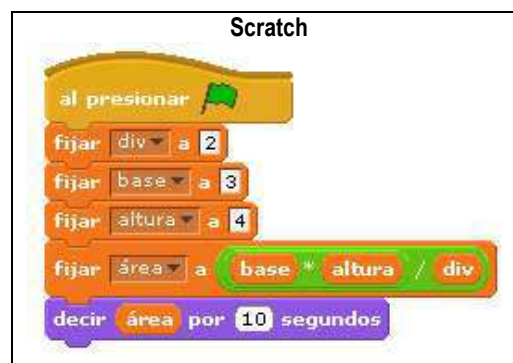 Scratch
al presionar
fijar div a 2
fijar base a 3
fijar altura a 4
fijar área a base * altura / div
decir área por 10 segundos